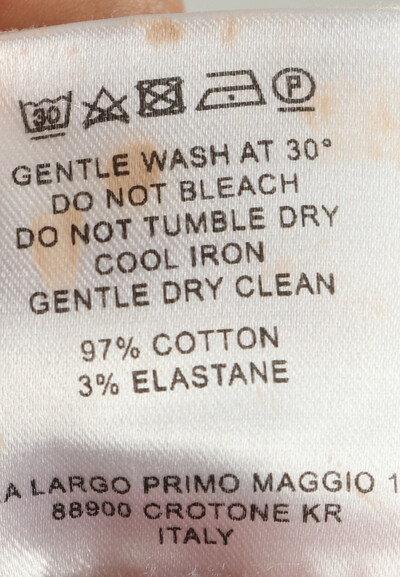 30 P
GENTLE WASH AT 30°
DO NOT BLEACH
DO NOT TUMBLE DRY
COOL IRON
GENTLE DRY CLEAN
97% COTTON
3% ELASTANE
A LARGO PRIMO MAGGIO 1
88900 CROTONE KR
ITALY